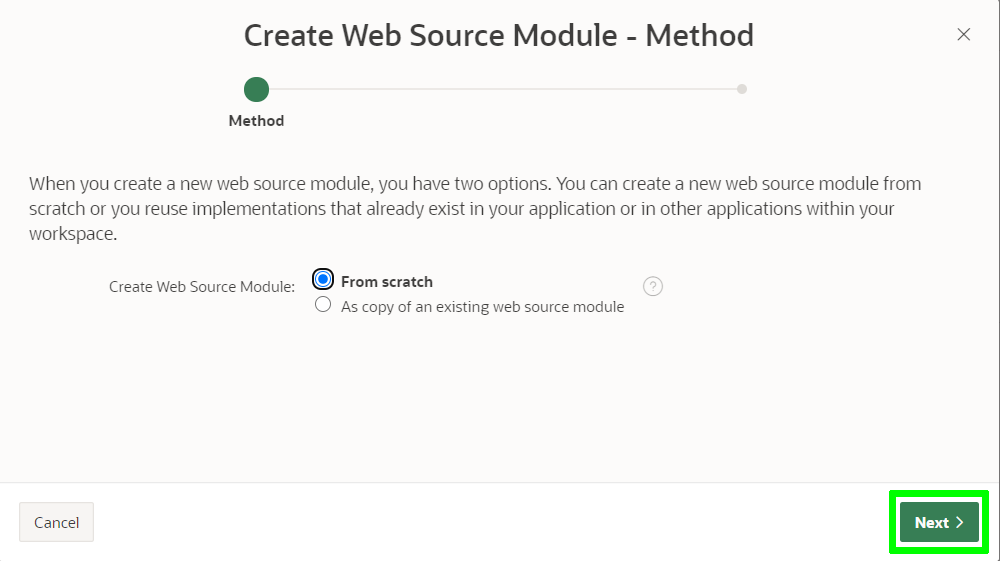 Create Web Source Module - Method
Method
When you create a new web source module, you have two options. You can create a new web source module from
scratch or you reuse implementations that already exist in your application or in other applications within your
workspace.
Create Web Source Module:
From scratch
?
As copy of an existing web source module
Cancel
Next